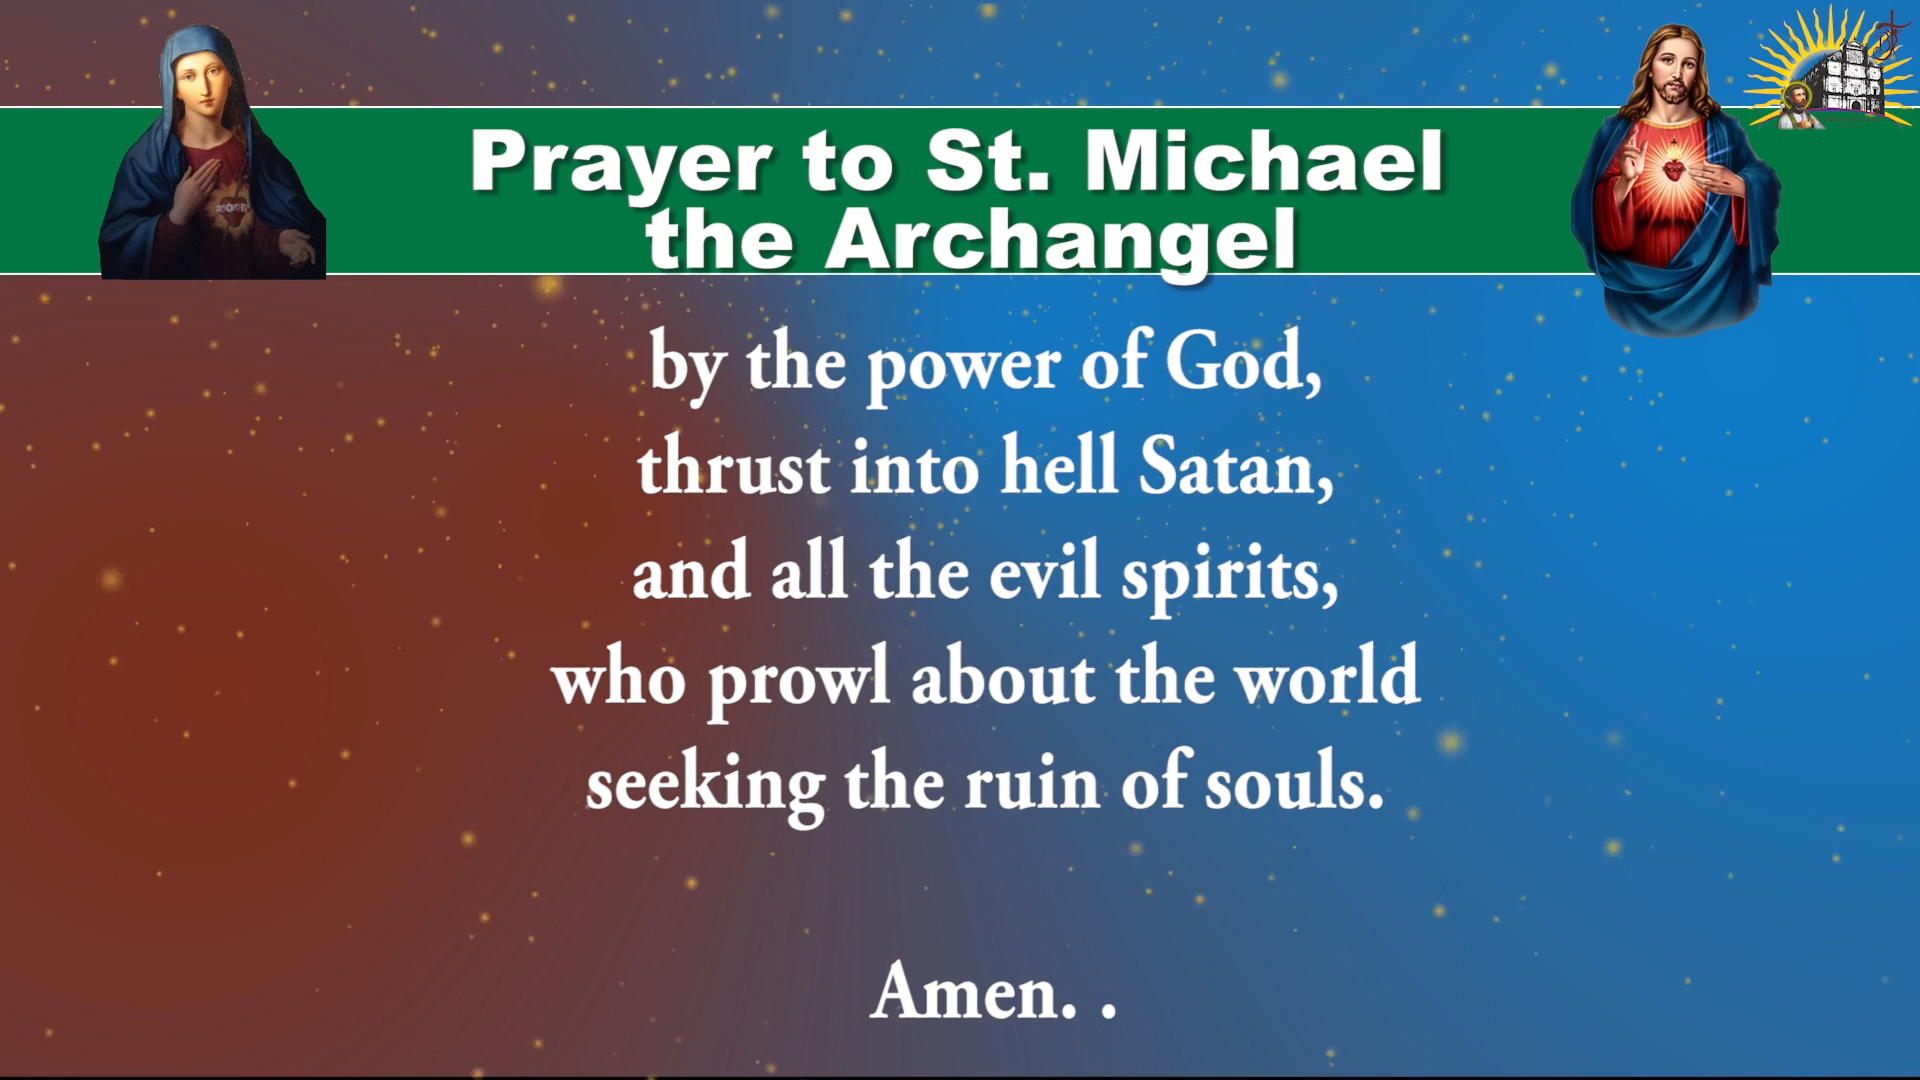 Prayer to St. Michael
the Archangel
by the power of God,
thrust into hell Satan,
and all the evil spirits,
who prowl about the world
seeking the ruin of souls.
Amen. .